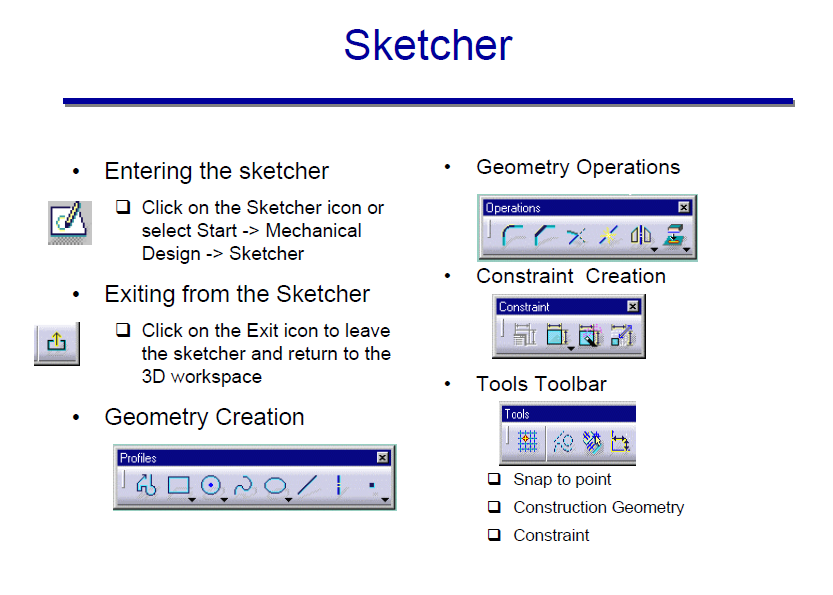 Sketcher
• Entering the sketcher
❑ Click on the Sketcher icon or
select Start -> Mechanical
Design -> Sketcher
• Exiting from the Sketcher
❑ Click on the Exit icon to leave
the sketcher and return to the
3D workspace
• Geometry Creation
Profiles
• Geometry Operations
Operations
• Constraint Creation
Constraint
• Tools Toolbar
Tools
❑ Snap to point
❑ Construction Geometry
❑ Constraint